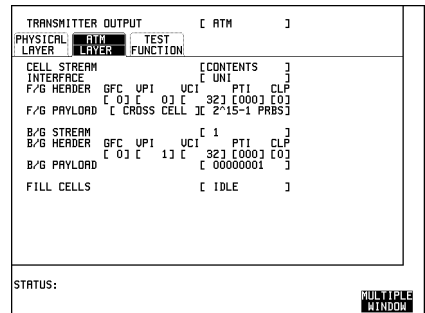 TRANSMITTER OUTPUT [ ATM ]
PHYSICAL ATM TEST
LAYER LAYER FUNCTION
CELL STREAM [CONTENTS ]
INTERFACE [ UNI ]
F/G HEADER GFC VPI VCI PTI CLP
[ 0] [ 0] [ 32] [000] [0]
F/G PAYLOAD [ CROSS CELL ][ 2^15-1 PRBS]
B/G STREAM [ 1 ]
B/G HEADER GFC VPI VCI PTI CLP
[ 0] [ 1] [ 32] [000] [0]
B/G PAYLOAD [ 00000001 ]
FILL CELLS [ IDLE ]
STATUS:
MULTIPLE
WINDOW